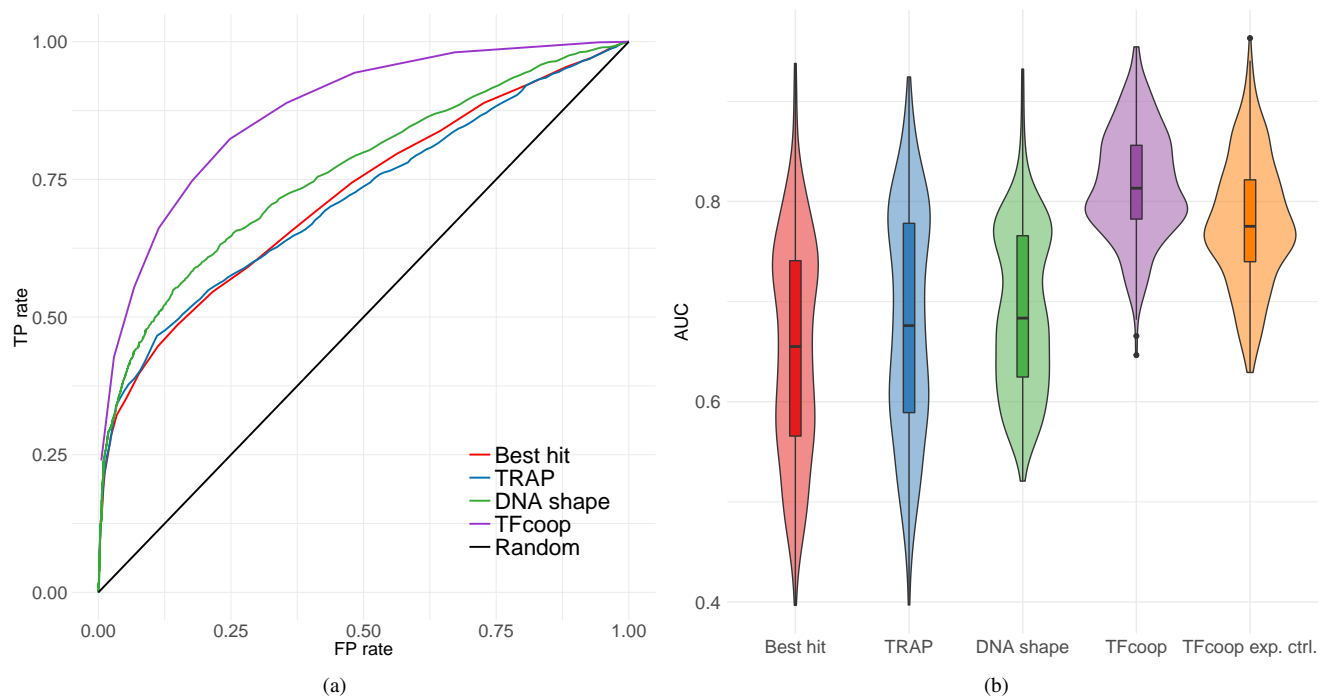 1.00
0.75
0.50
0.25
0.00
TP rate
Best hit
TRAP
DNA shape
TFcoop
Random
0.00 0.25 0.50 0.75 1.00
FP rate
(a)
0.8
0.6
0.4
AUC
Best hit TRAP DNA shape TFcoop TFcoop exp. ctrl.
(b)